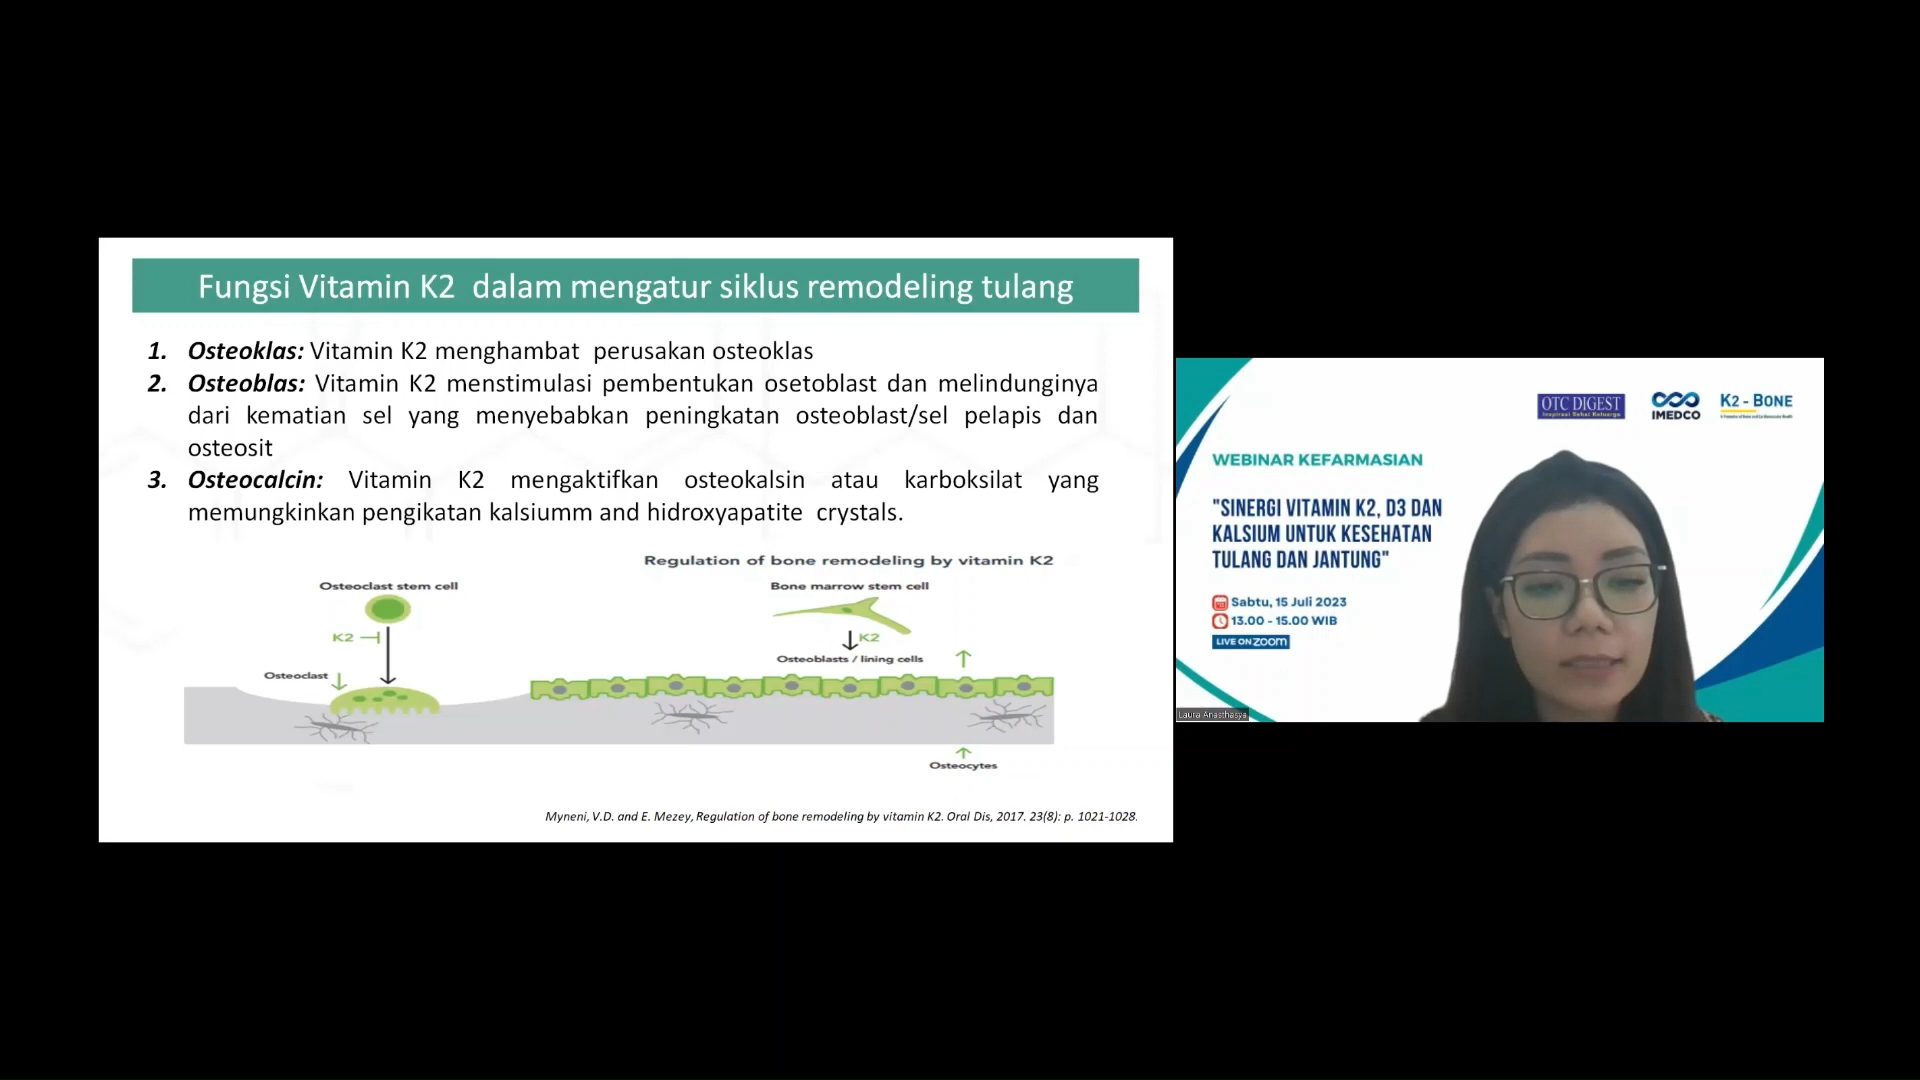 Fungsi Vitamin K2 dalam mengatur siklus remodeling tulang
1. Osteoklas: Vitamin K2 menghambat perusakan osteoklas
2. Osteoblas: Vitamin K2 menstimulasi pembentukan osetoblast dan melindunginya
dari kematian sel yang menyebabkan peningkatan osteoblast/sel pelapis dan
osteosit
3. Osteocalcin: Vitamin K2 mengaktifkan osteokalsin atau karboksilat yang
memungkinkan pengikatan kalsiumm and hidroxyapatite crystals.
Regulation of bone remodeling by vitamin K2
Osteoclast stem cell
Bone marrow stem cell
K2
K2
Osteoblasts / lining cells
Osteoclast
Osteocytes
Myneni, V.D. and E. Mezey, Regulation of bone remodeling by vitamin K2. Oral Dis, 2017. 23(8): p. 1021-1028.
OTC DIGEST
Inspirasi Sehat Keluarga
IMEDCO
K2 - BONE
WEBINAR KEFARMASIAN
"SINERGI VITAMIN K2, D3 DAN
KALSIUM UNTUK KESEHATAN
TULANG DAN JANTUNG"
Sabtu, 15 Juli 2023
13.00 - 15.00 WIB
LIVE ON ZOOM
Laura Anasthasya